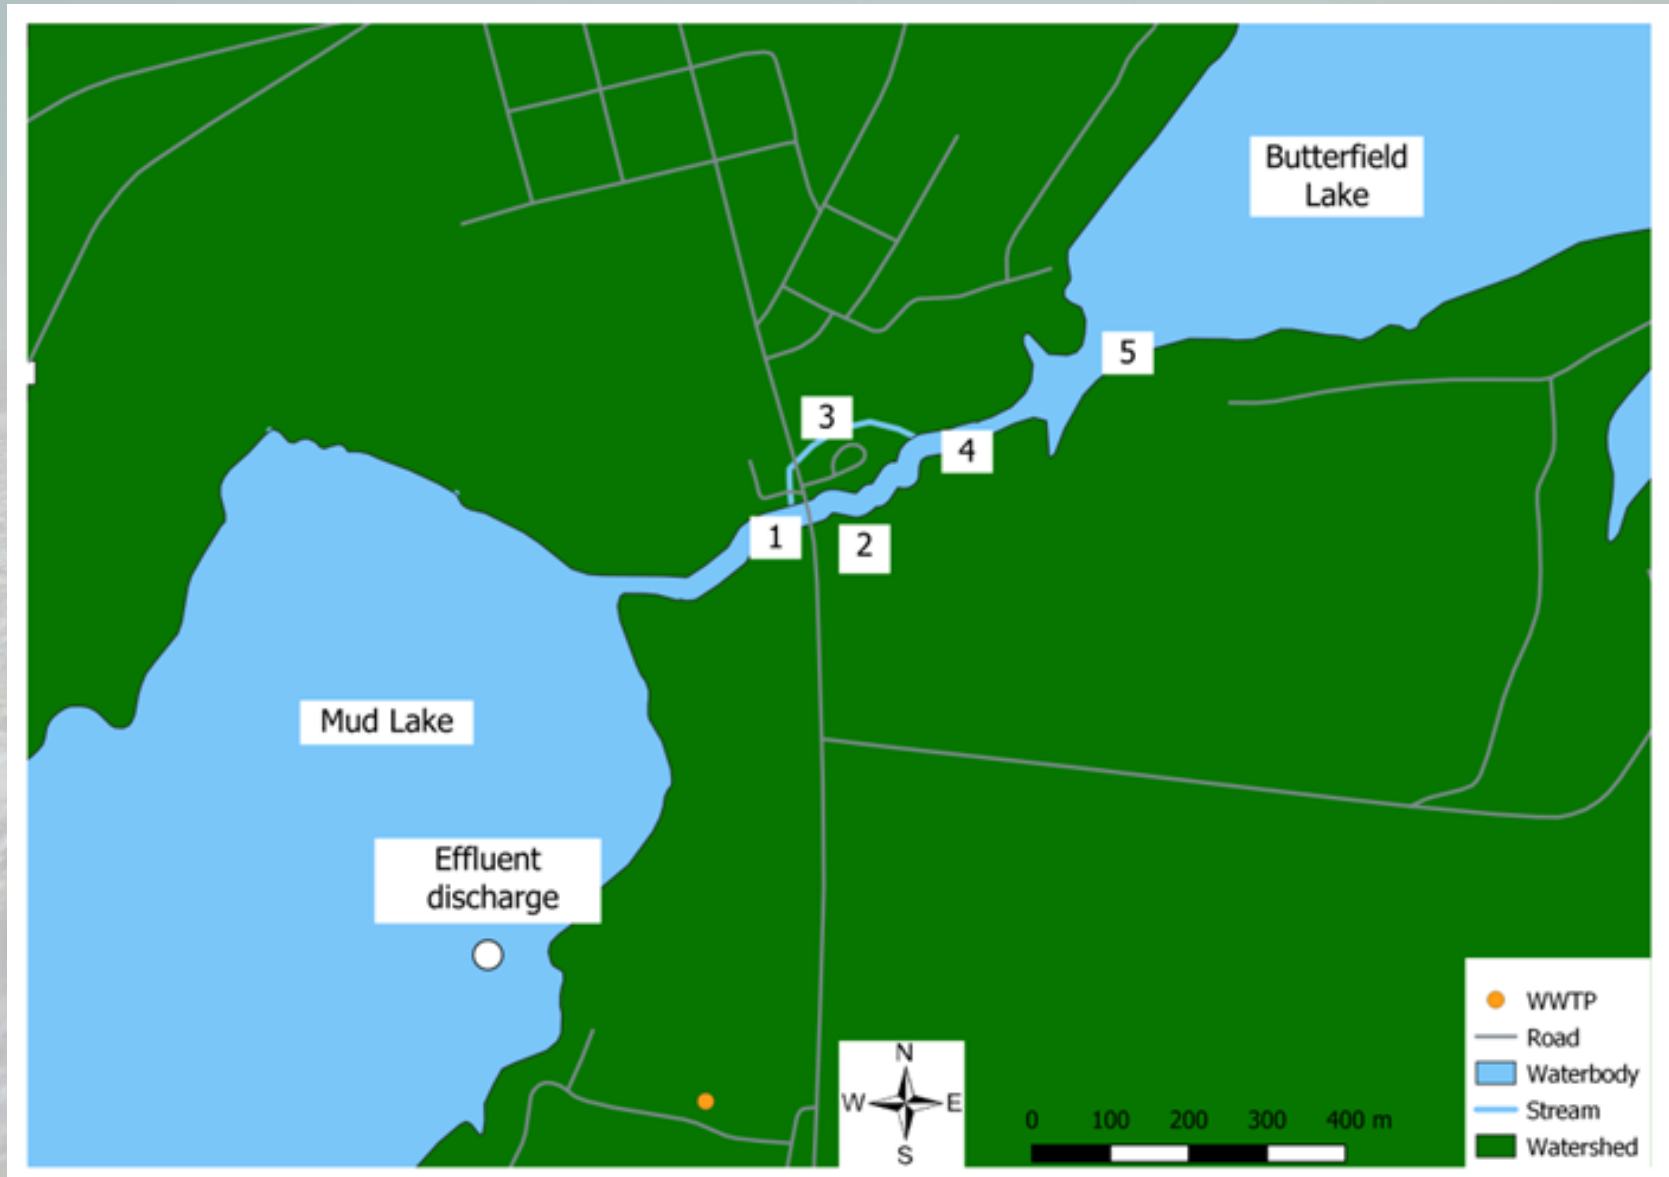 Butterfield
Lake
5
3
4
1
2
Mud Lake
Effluent
discharge
N
W E
S
0 100 200 300 400 m
WWTP
Road
Waterbody
Stream
Watershed